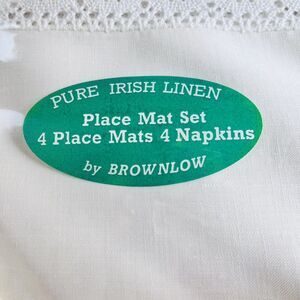 PURE IRISH LINEN
Place Mat Set
4 Place Mats 4 Napkins
by BROWNLOW